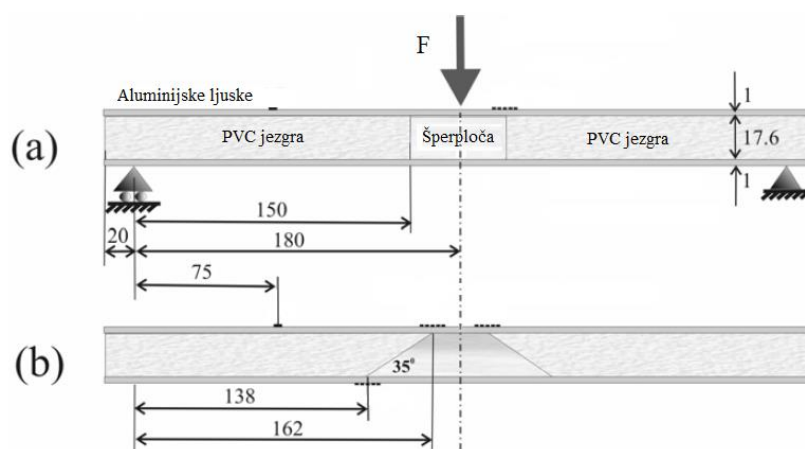 F
Aluminijske ljuske
1
(a)
PVC jezgra
Šperploča
PVC jezgra
17.6
1
150
20
180
75
(b)
35°
138
162